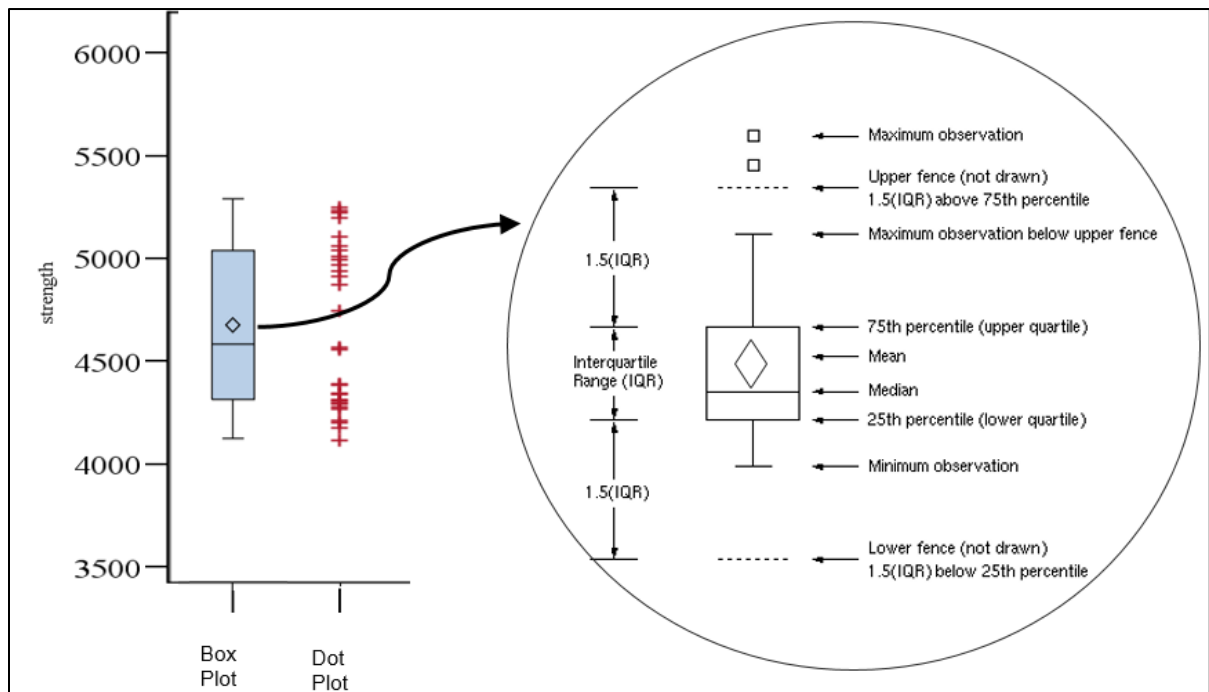 6000
5500
5000
4500
4000
3500
strength
Box
Plot
Dot
Plot
Maximum observation
Upper fence (not drawn)
1.5(IQR) above 75th percentile
Maximum observation below upper fence
1.5(IQR)
75th percentile (upper quartile)
Mean
Interquartile
Range (IQR)
Median
25th percentile (lower quartile)
Minimum observation
1.5(IQR)
Lower fence (not drawn)
1.5(IQR) below 25th percentile